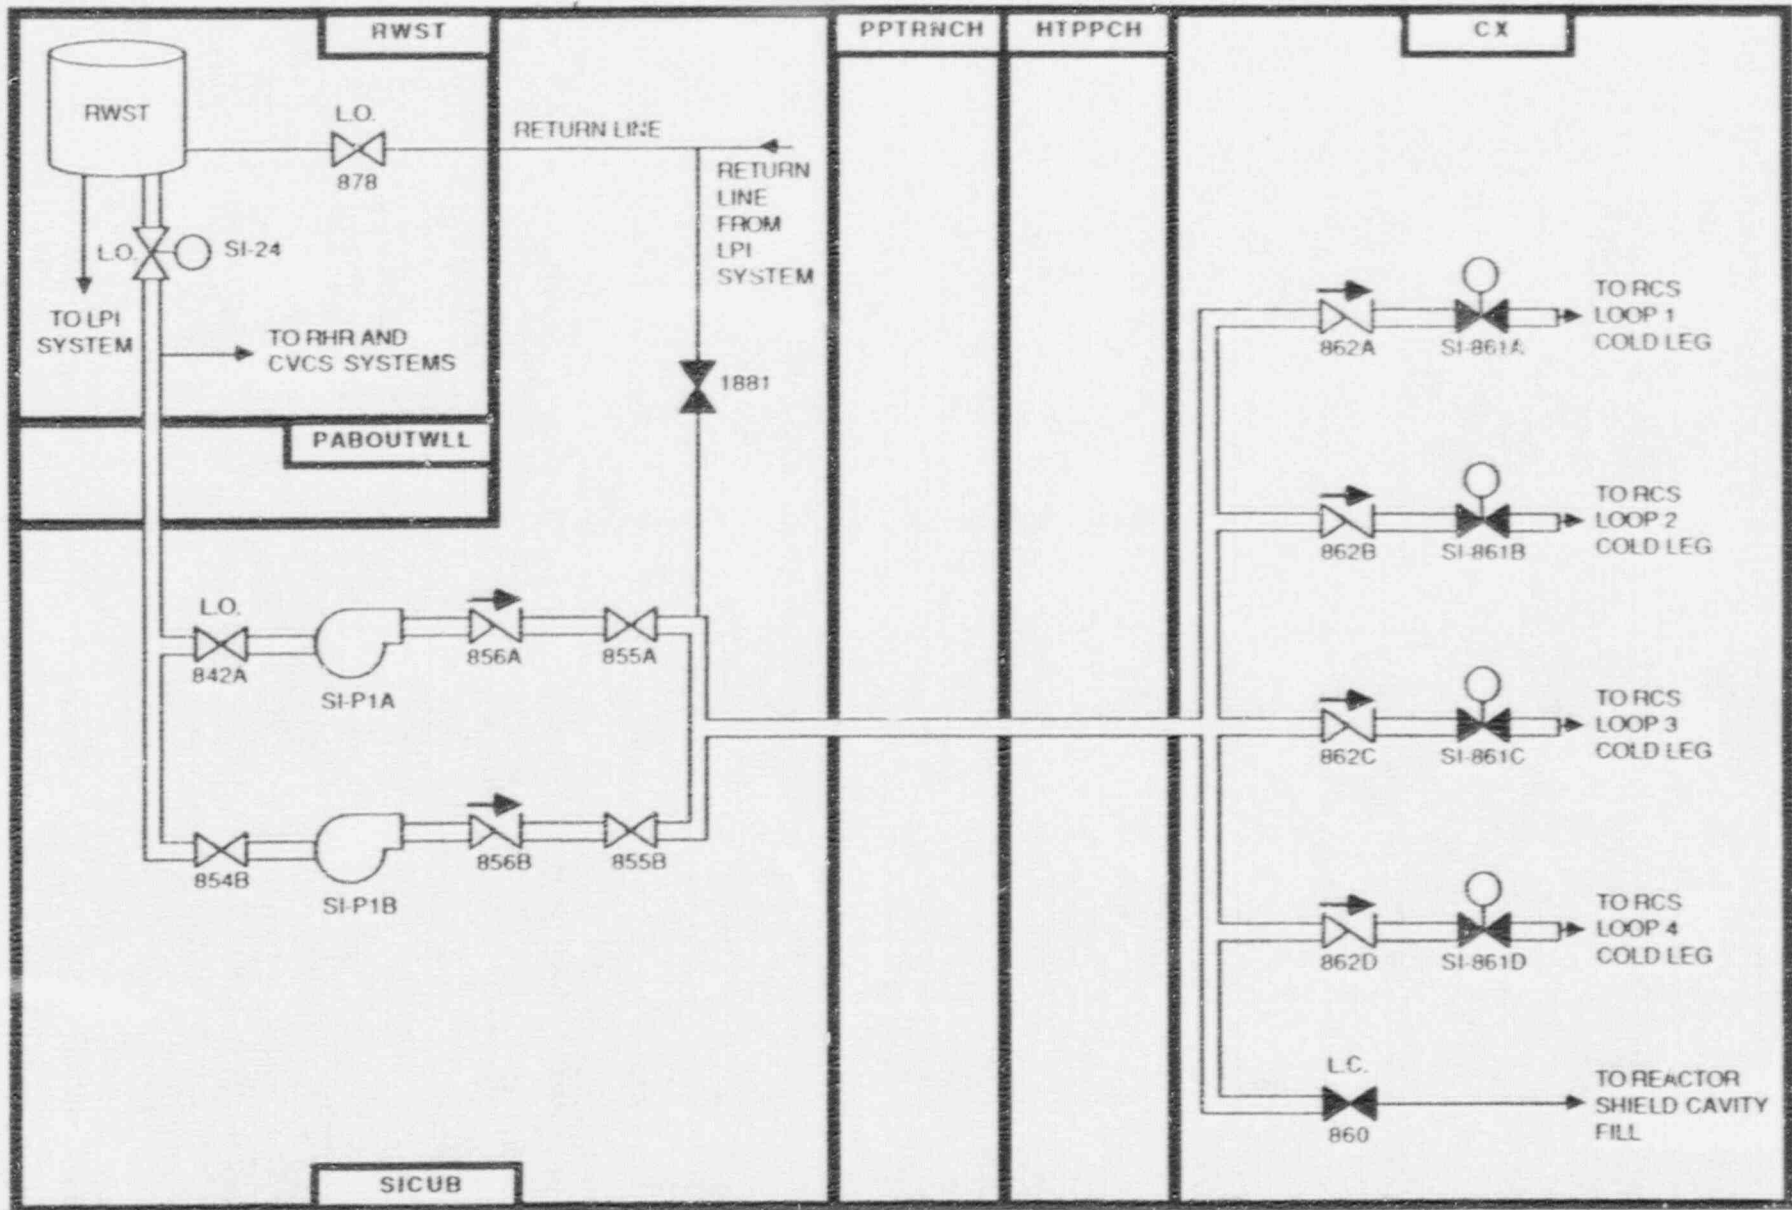 RWST
PPTRNCH
HTPPCH
CX
RWST
L.O.
878
RETURN LINE
RETURN
LINE
FROM
LPI
SYSTEM
L.O.
SI-24
TO LPI
SYSTEM
TO RHR AND
CVCS SYSTEMS
1881
PABOUTWLL
L.O.
842A
SI-P1A
856A
855A
854B
SI-P1B
856B
855B
SICUB
862A
SI-861A
TO RCS
LOOP 1
COLD LEG
862B
SI-861B
TO RCS
LOOP 2
COLD LEG
862C
SI-861C
TO RCS
LOOP 3
COLD LEG
862D
SI-861D
TO RCS
LOOP 4
COLD LEG
L.C.
860
TO REACTOR
SHIELD CAVITY
FILL